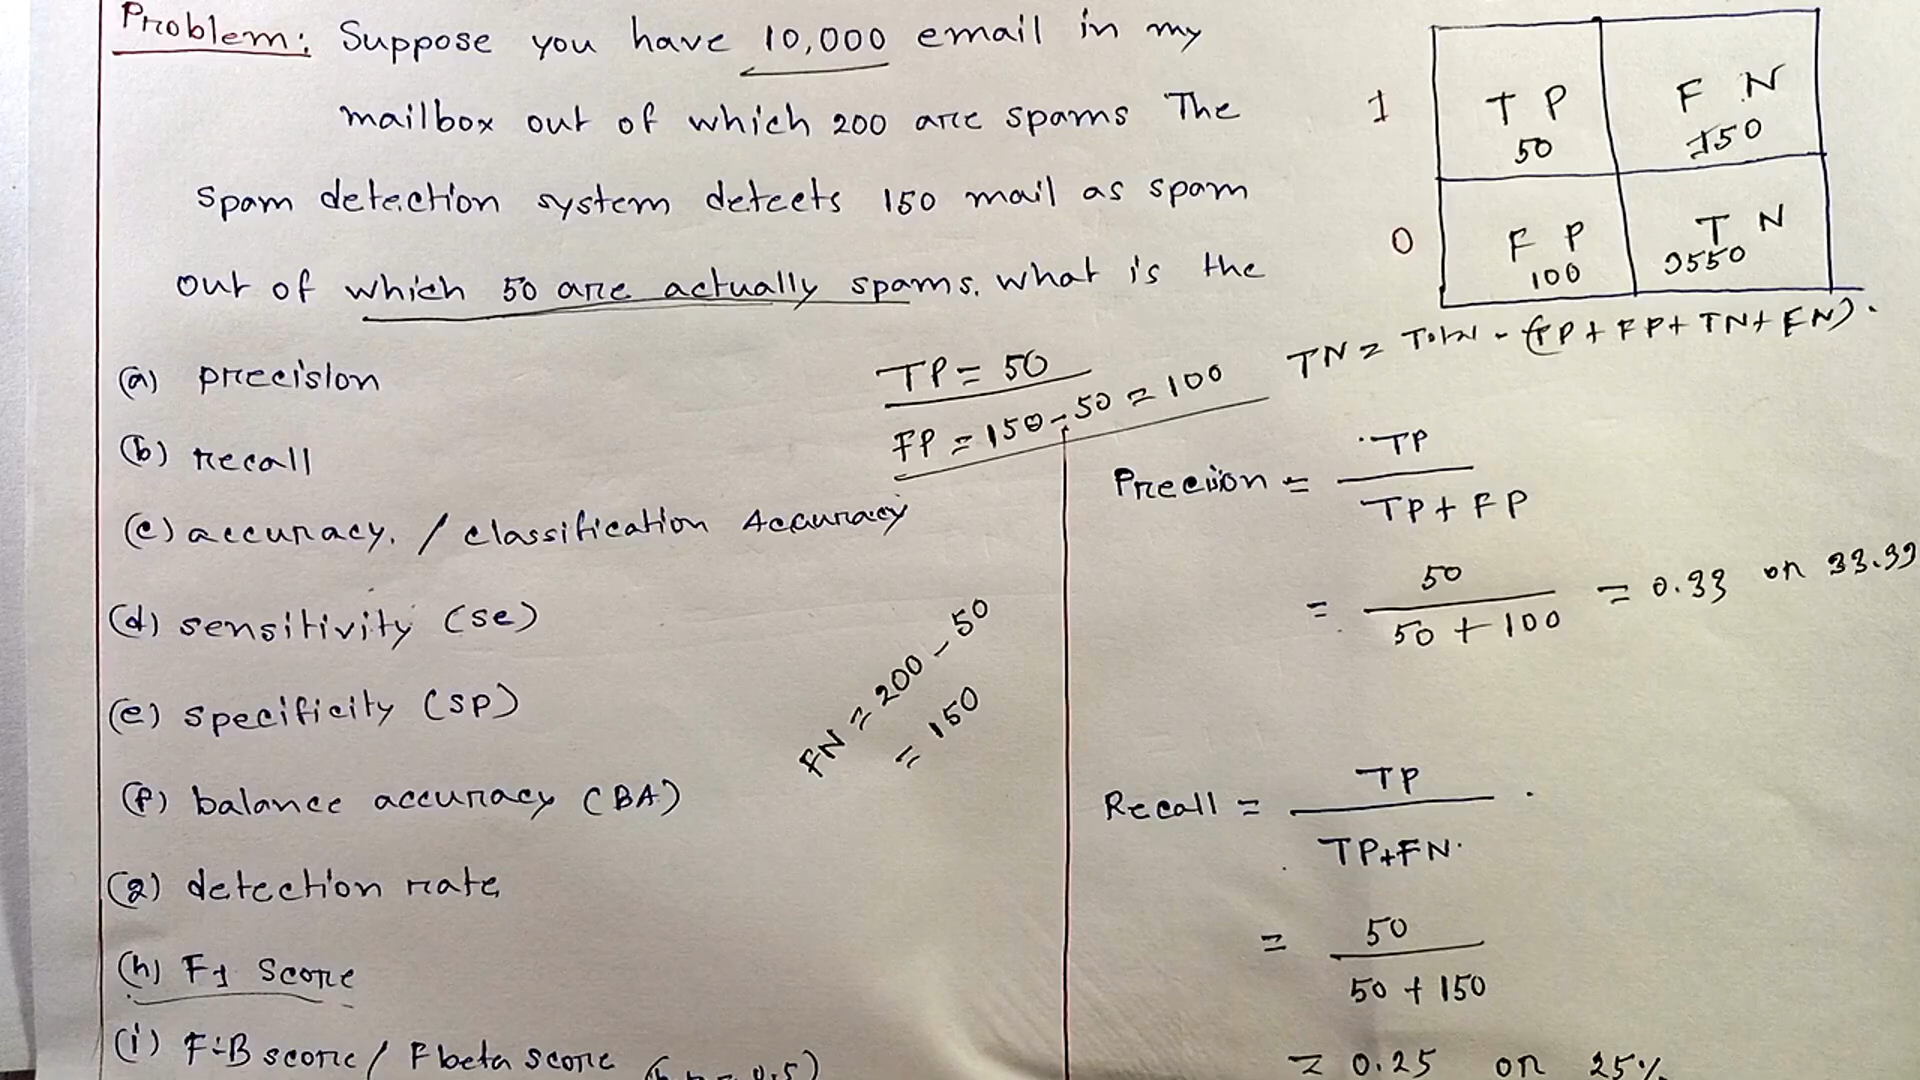 Problem: Suppose you have 10,000 email in my
mailbox out of which 200 are spams The
spam detection system detects 150 mail as spam
out of which 50 are actually spams. what is the
(a) precision
(b) recall
(c) accuracy. / classification Accuracy
(d) sensitivity (se)
(e) specificity (sp)
(f) balance accuracy (BA)
(g) detection rate
(h) F1 Score
(i) F-B score / F beta score
TP = 50
FP = 150 - 50 = 100
FN = 200 - 50
= 150
1 TP FN
50 150
0 FP TN
100 9550
TN = Total - (TP + FP + TN + FN).
Precision = TP
TP + FP
= 50 = 0.33 or 33.33
50 + 100
Recall = TP
TP+FN
= 50
50 + 150
= 0.25 or 25%